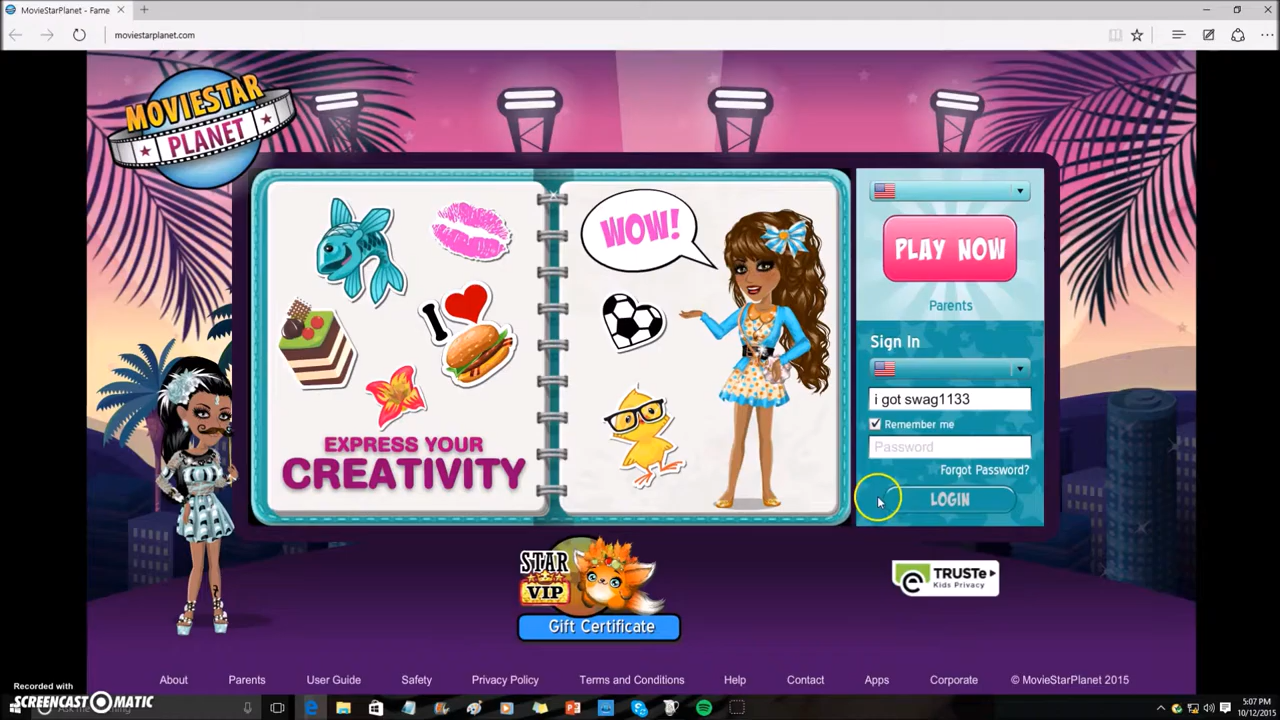 MovieStarPlanet - Fame
moviestarplanet.com
MOVIESTAR
PLANET
WOW!
I
EXPRESS YOUR
CREATIVITY
PLAY NOW
Parents
Sign In
i got swag1133
Remember me
Password
Forgot Password?
LOGIN
STAR
VIP
Gift Certificate
TRUSTe
Kids Privacy
About
Parents
User Guide
Safety
Privacy Policy
Terms and Conditions
Help
Contact
Apps
Corporate
© MovieStarPlanet 2015
Recorded with
SCREENCAST MATIC
5:07 PM
10/12/2015